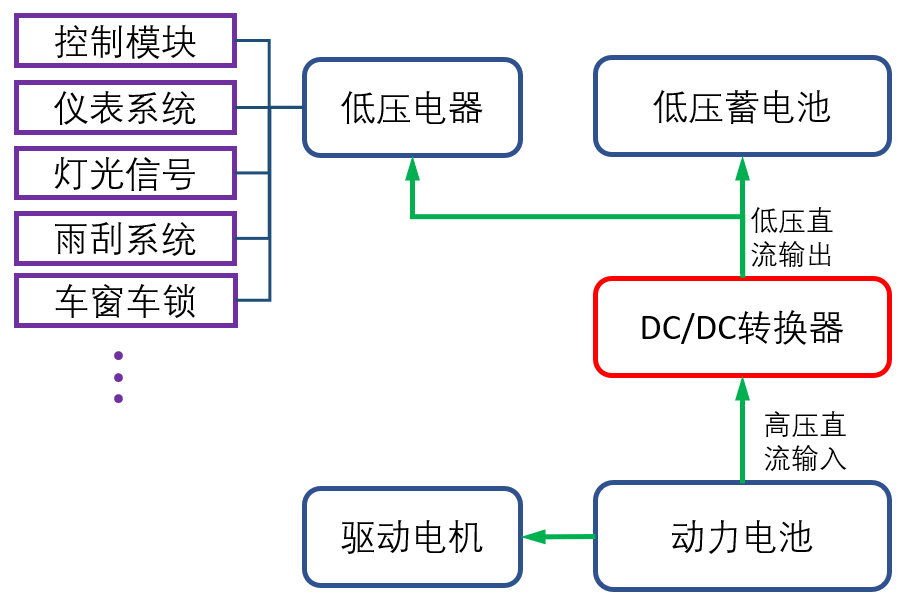 控制模块
仪表系统
灯光信号
雨刮系统
车窗车锁
低压电器
低压蓄电池
低压直
流输出
DC/DC转换器
高压直
流输入
驱动电机
动力电池